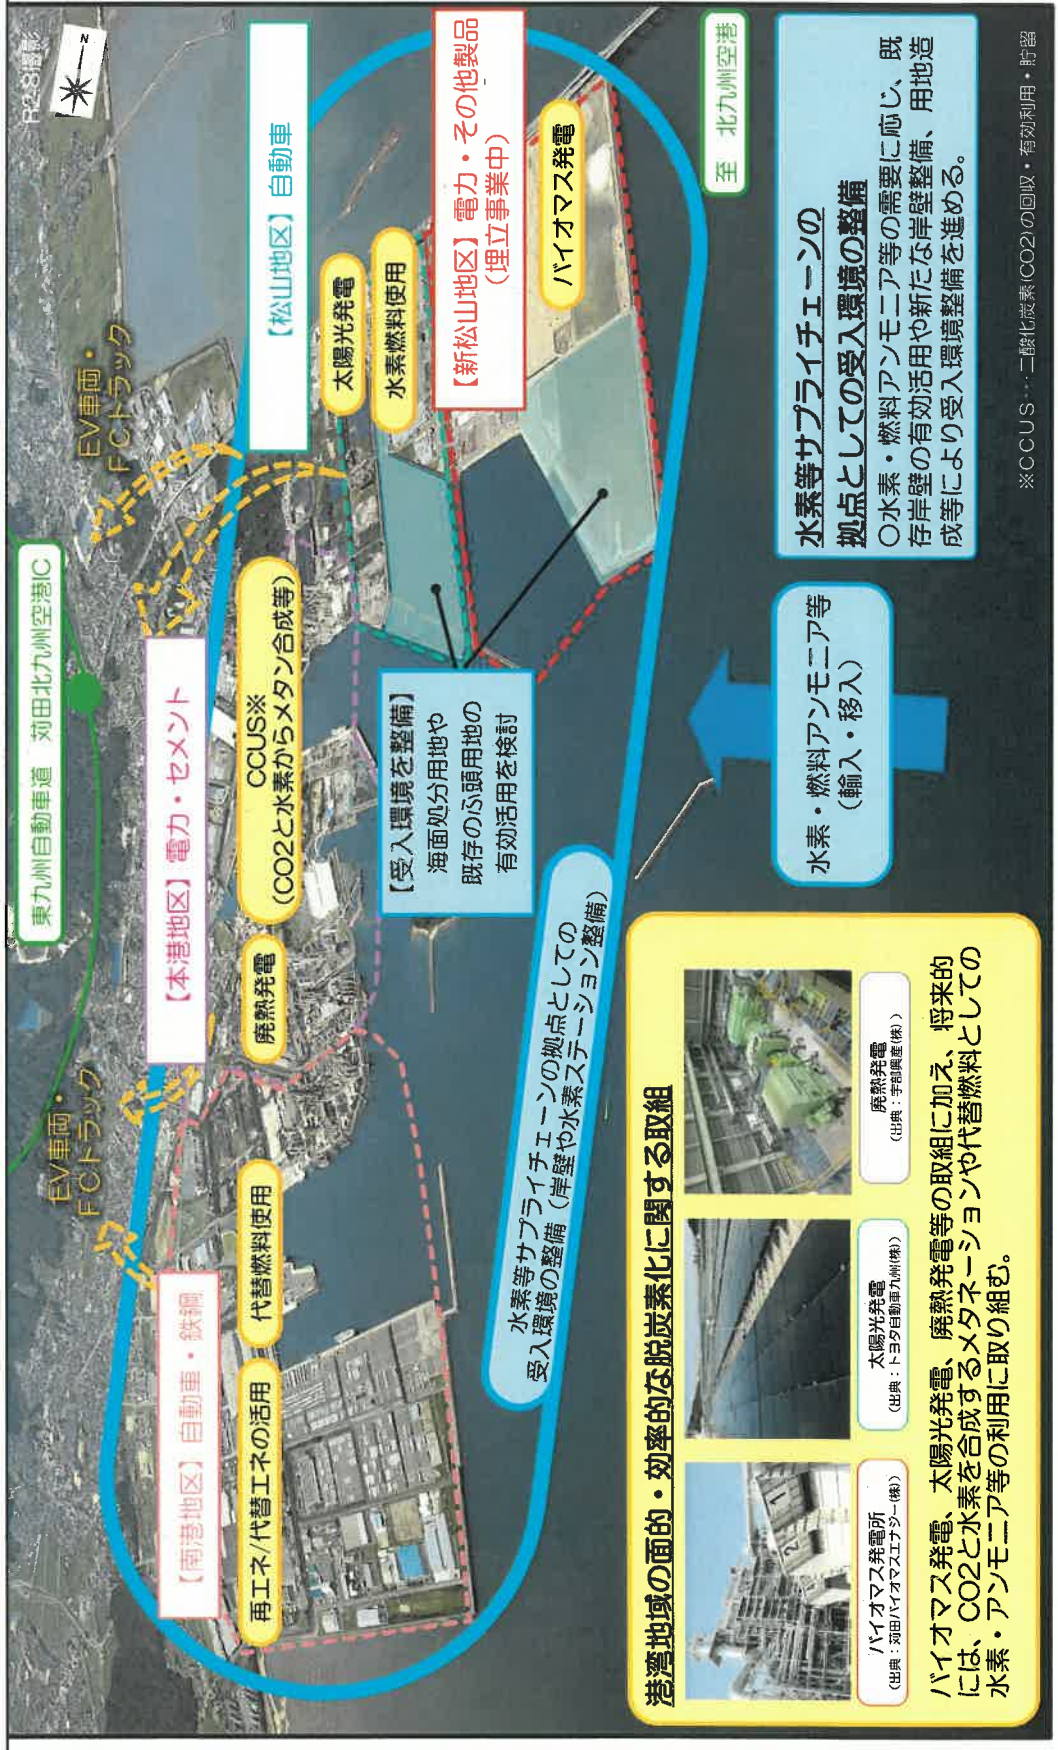 R2.8撮影
N
東九州自動車道　苅田北九州空港IC
EV車両・
FCトラック
EV車両・
FCトラック
【南港地区】自動車・鉄鋼
【本港地区】電力・セメント
【松山地区】自動車
【新松山地区】電力・その他製品
（埋立事業中）
再エネ/代替エネの活用
代替燃料使用
廃熱発電
CCUS※
（CO2と水素からメタン合成等）
太陽光発電
水素燃料使用
バイオマス発電
【受入環境を整備】
海面処分用地や
既存のふ頭用地の
有効活用を検討
至　北九州空港
水素等サプライチェーンの拠点としての
受入環境の整備（岸壁や水素ステーション整備）
水素・燃料アンモニア等
（輸入・移入）
水素等サプライチェーンの
拠点としての受入環境の整備
〇水素・燃料アンモニア等の需要に応じ、既
存岸壁の有効活用や新たな岸壁整備、用地造
成等により受入環境整備を進める。
港湾地域の面的・効率的な脱炭素化に関する取組
2
1
バイオマス発電所
（出典：苅田バイオマスエナジー(株)）
太陽光発電
（出典：トヨタ自動車九州(株)）
廃熱発電
（出典：宇部興産(株)）
バイオマス発電、太陽光発電、廃熱発電等の取組に加え、将来的
には、CO2と水素を合成するメタネーションや代替燃料としての
水素・アンモニア等の利用に取り組む。
※CCUS‥二酸化炭素(CO2)の回収・有効利用・貯留